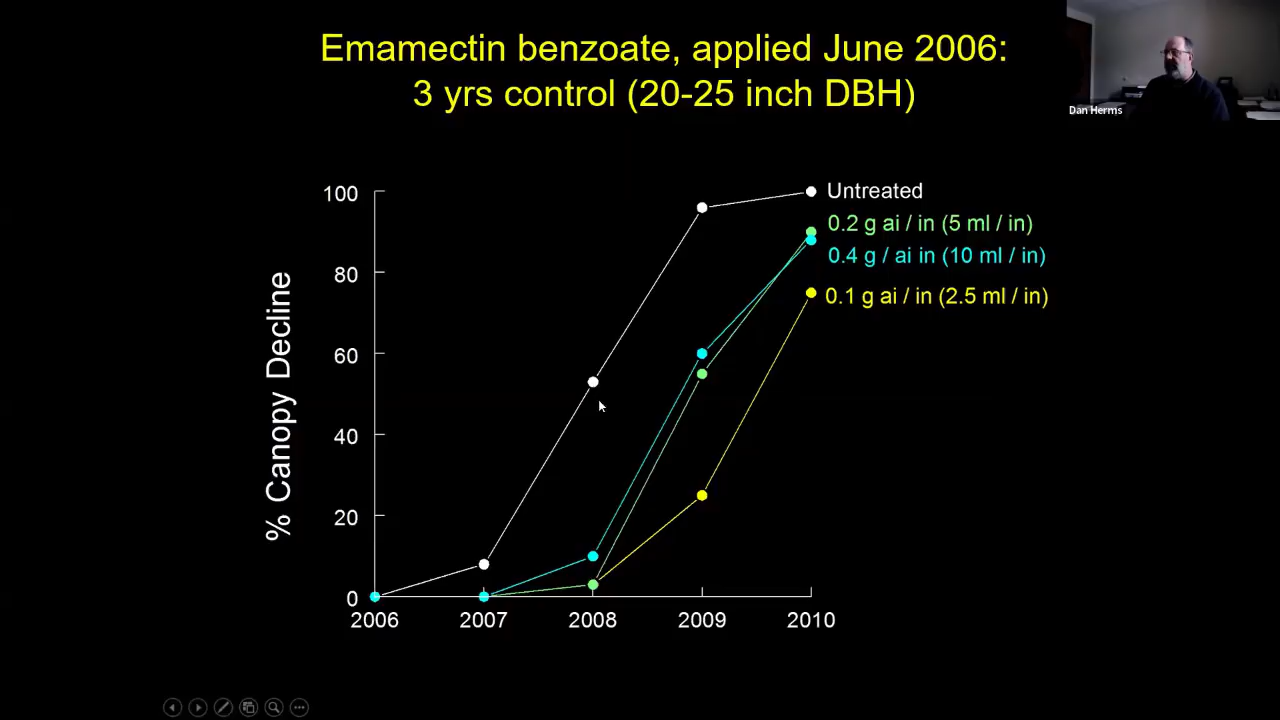 Emamectin benzoate, applied June 2006:
3 yrs control (20-25 inch DBH)
Dan Herms
% Canopy Decline
100
80
60
40
20
0
2006 2007 2008 2009 2010
Untreated
0.2 g ai / in (5 ml / in)
0.4 g / ai in (10 ml / in)
0.1 g ai / in (2.5 ml / in)